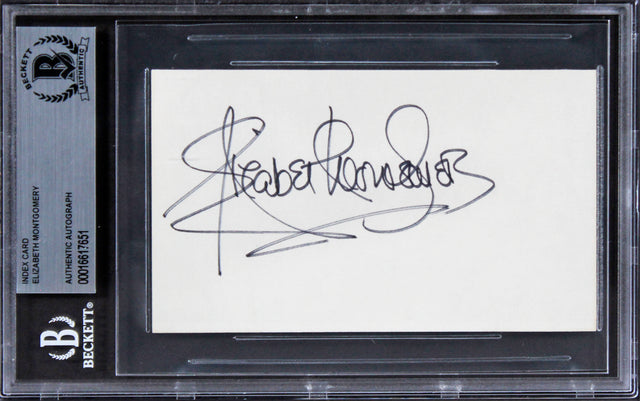 BECKETT
B
AUTHENTIC
INDEX CARD
ELIZABETH MONTGOMERY
AUTHENTIC AUTOGRAPH
00016617651
B
BECKETT®
Elizabeth Montgomery